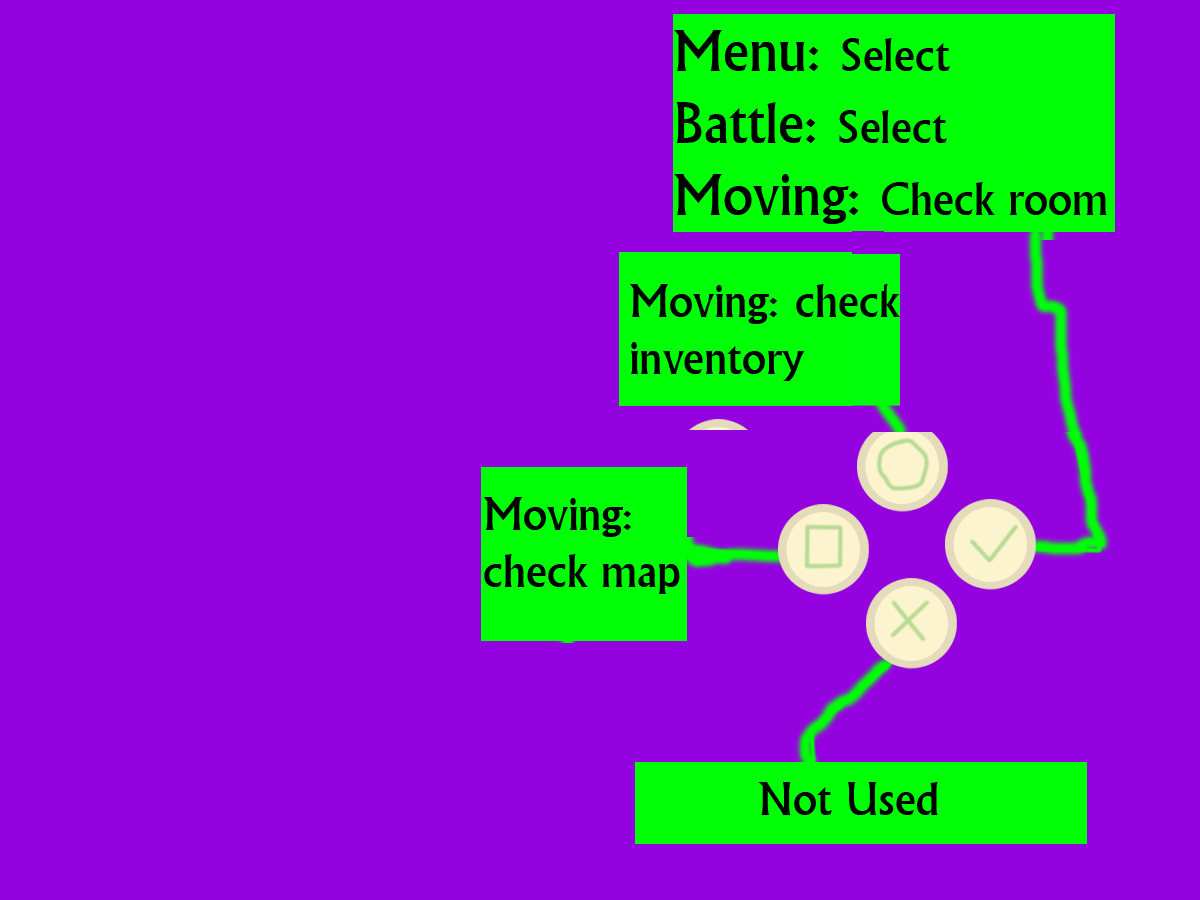 Menu: Select
Battle: Select
Moving: Check room
Moving: check
inventory
Moving:
check map
Not Used